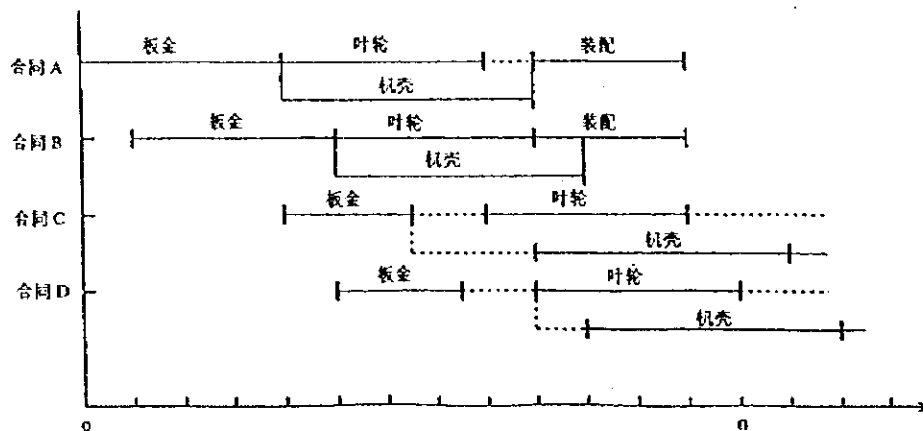 板金 叶轮 装配
合同A
机壳
板金 叶轮 装配
合同B
机壳
板金 叶轮
合同C
机壳
板金 叶轮
合同D
机壳
0 0